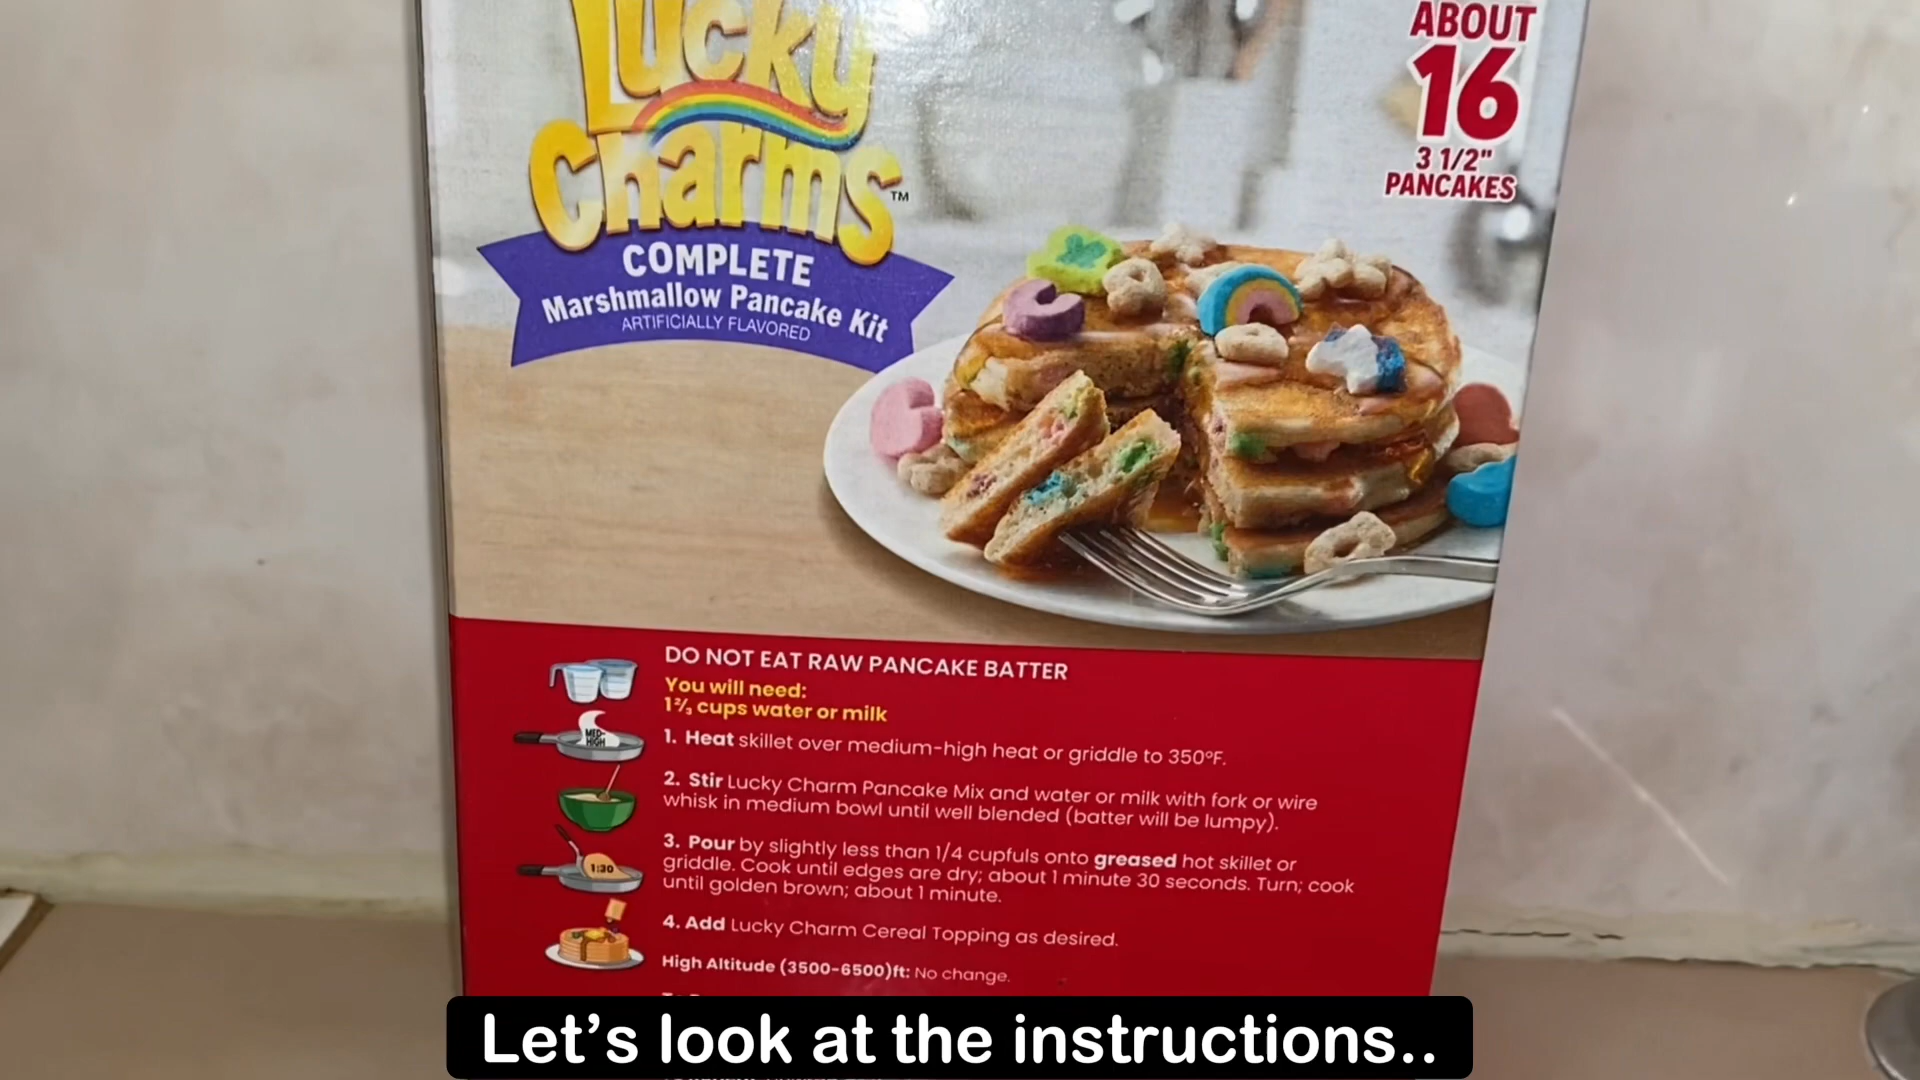 Lucky
Charms™
COMPLETE
Marshmallow Pancake Kit
ARTIFICIALLY FLAVORED
ABOUT
16
3 1/2"
PANCAKES
DO NOT EAT RAW PANCAKE BATTER
You will need:
1⅔ cups water or milk
MED-
HIGH
1. Heat skillet over medium-high heat or griddle to 350°F.
2. Stir Lucky Charm Pancake Mix and water or milk with fork or wire
whisk in medium bowl until well blended (batter will be lumpy).
1:30
3. Pour by slightly less than 1/4 cupfuls onto greased hot skillet or
griddle. Cook until edges are dry; about 1 minute 30 seconds. Turn; cook
until golden brown; about 1 minute.
4. Add Lucky Charm Cereal Topping as desired.
High Altitude (3500-6500)ft: No change.
Let's look at the instructions..